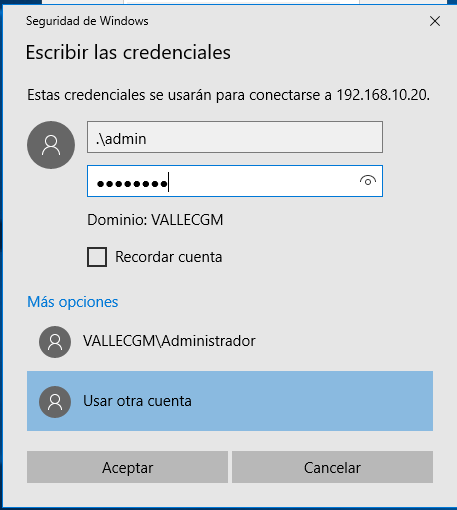 Seguridad de Windows
Escribir las credenciales
Estas credenciales se usarán para conectarse a 192.168.10.20.
.\admin
●●●●●●●●
Dominio: VALLECGM
Recordar cuenta
Más opciones
VALLECGM\Administrador
Usar otra cuenta
Aceptar
Cancelar